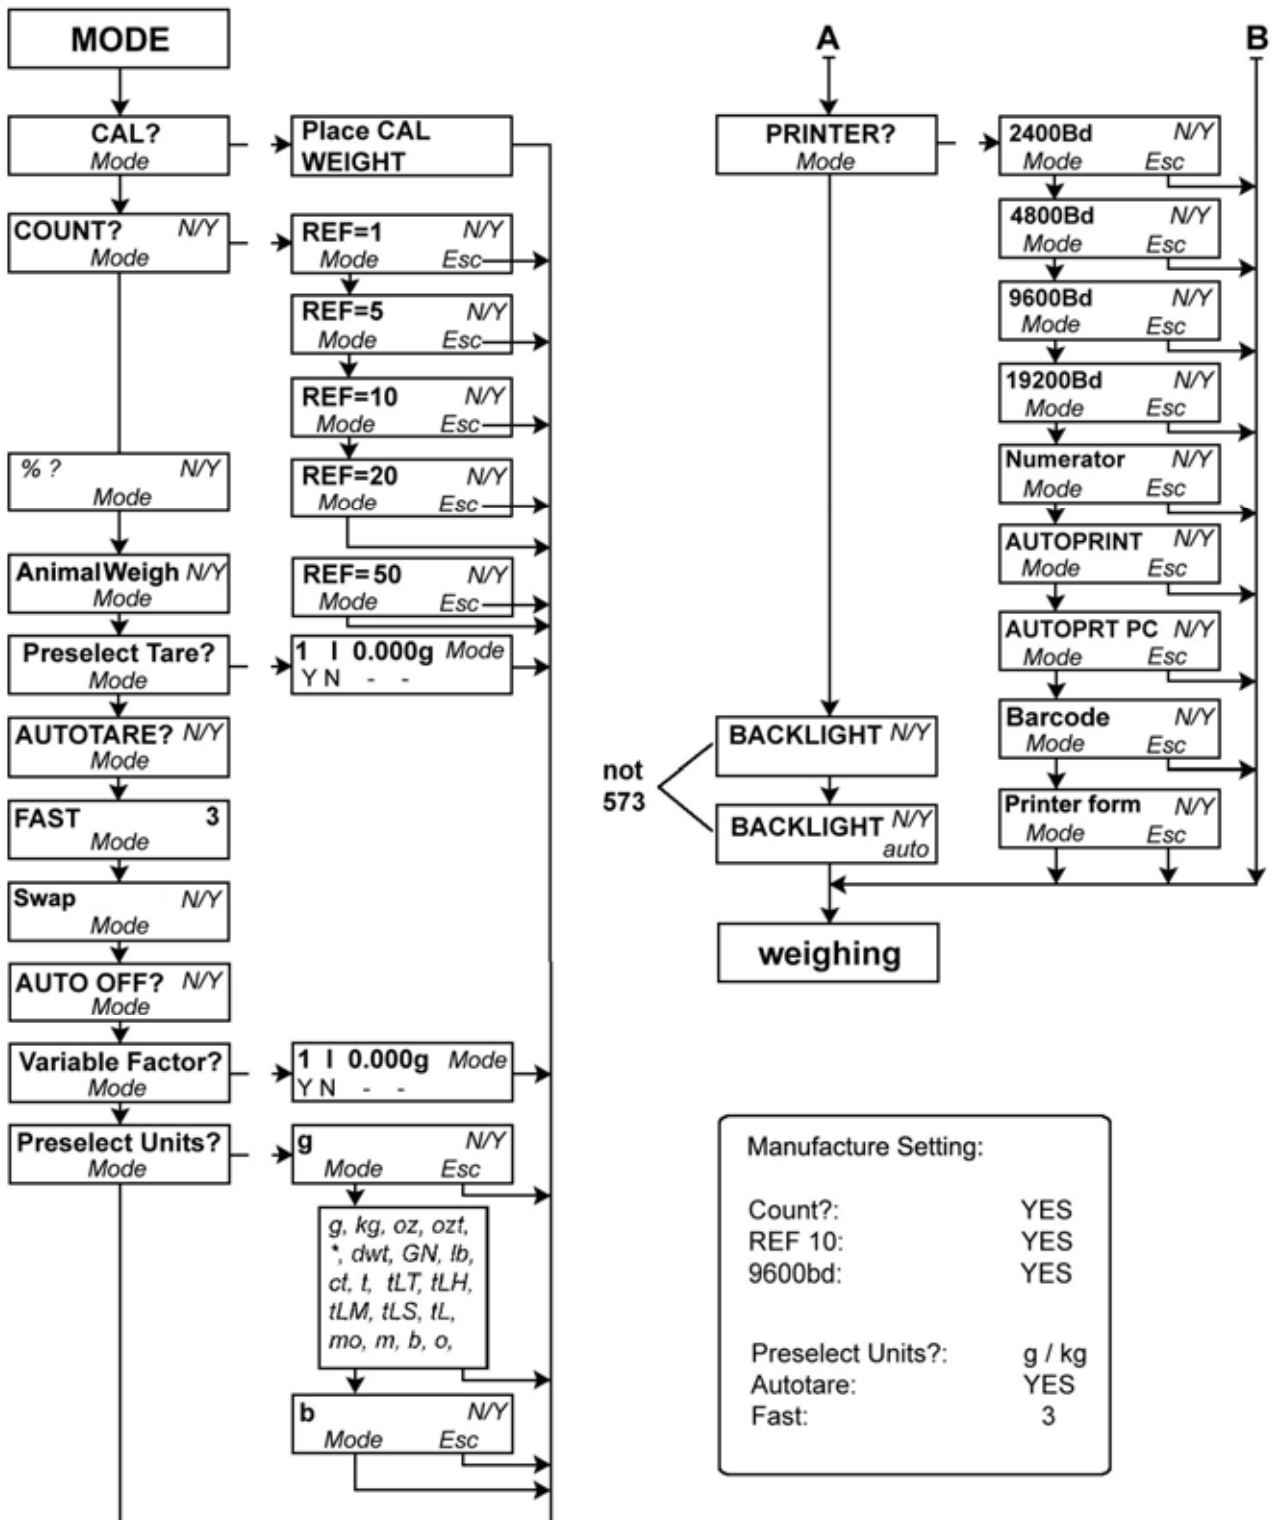 MODE
CAL?
Mode
Place CAL
WEIGHT
COUNT? N/Y
Mode
REF=1 N/Y
Mode Esc
REF=5 N/Y
Mode Esc
REF=10 N/Y
Mode Esc
REF=20 N/Y
Mode Esc
% ? N/Y
Mode
AnimalWeigh N/Y
Mode
REF=50 N/Y
Mode Esc
Preselect Tare?
Mode
1 I 0.000g Mode
Y N - -
AUTOTARE? N/Y
Mode
FAST 3
Mode
Swap N/Y
Mode
AUTO OFF? N/Y
Mode
Variable Factor?
Mode
1 I 0.000g Mode
Y N - -
Preselect Units?
Mode
g N/Y
Mode Esc
g, kg, oz, ozt,
*, dwt, GN, !b,
ct, t, tLT, tLH,
tLM, tLS, tL,
mo, m, b, o,
b N/Y
Mode Esc
A
B
PRINTER?
Mode
2400Bd N/Y
Mode Esc
4800Bd N/Y
Mode Esc
9600Bd N/Y
Mode Esc
19200Bd N/Y
Mode Esc
Numerator N/Y
Mode Esc
AUTOPRINT N/Y
Mode Esc
AUTOPRT PC N/Y
Mode Esc
Barcode N/Y
Mode Esc
Printer form N/Y
Mode Esc
not
573
BACKLIGHT N/Y
BACKLIGHT N/Y
auto
weighing
Manufacture Setting:
Count?: YES
REF 10: YES
9600bd: YES
Preselect Units?: g / kg
Autotare: YES
Fast: 3